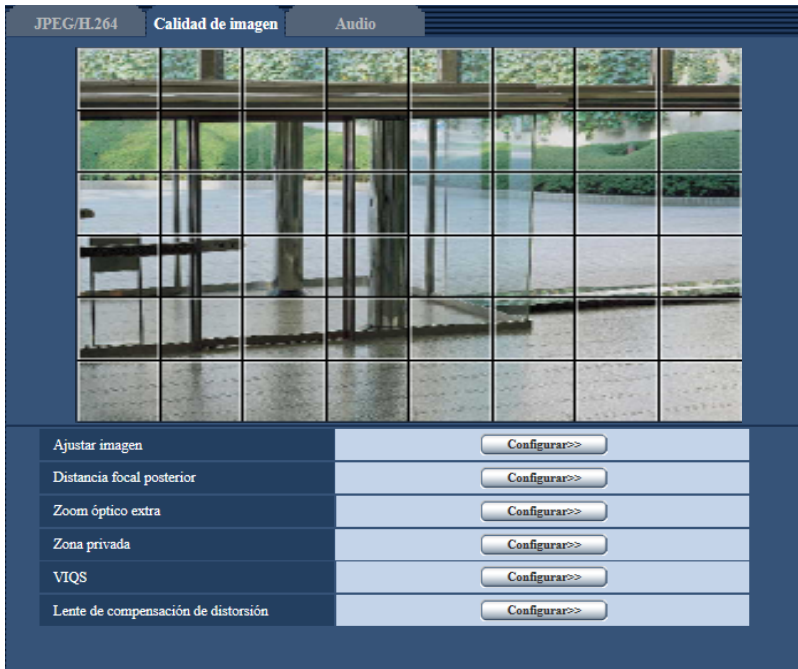 JPEG/H.264 Calidad de imagen Audio
Ajustar imagen Configurar>>
Distancia focal posterior Configurar>>
Zoom óptico extra Configurar>>
Zona privada Configurar>>
VIQS Configurar>>
Lente de compensación de distorsión Configurar>>